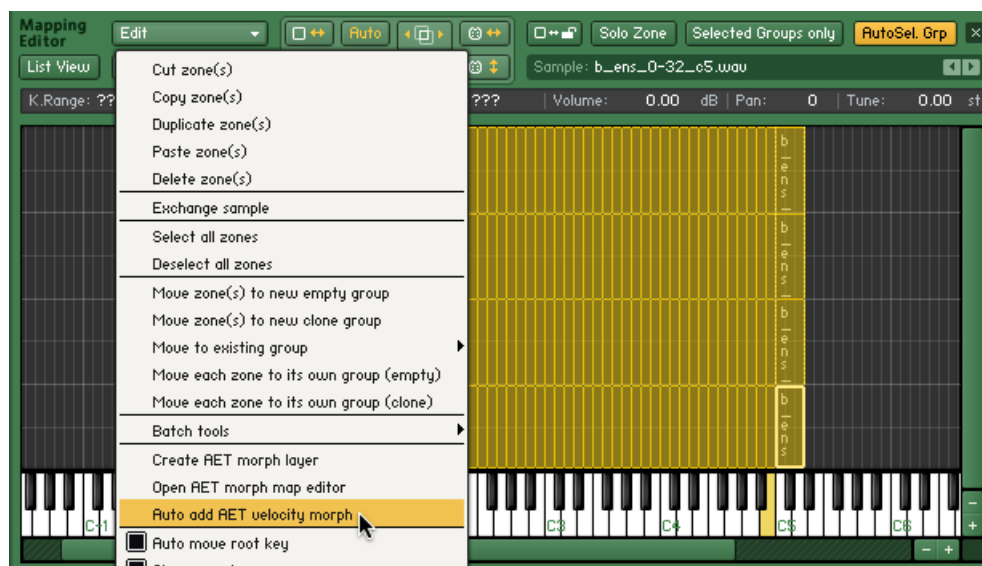 Mapping Editor
Edit
Auto
Solo Zone
Selected Groups only
AutoSel. Grp
×
List View
Sample: b_ens_0-32_c5.wav
K.Range: ??
???
Volume: 0.00 dB
Pan: 0
Tune: 0.00 st
Cut zone(s)
Copy zone(s)
Duplicate zone(s)
Paste zone(s)
Delete zone(s)
Exchange sample
Select all zones
Deselect all zones
Move zone(s) to new empty group
Move zone(s) to new clone group
Move to existing group
Move each zone to its own group (empty)
Move each zone to its own group (clone)
Batch tools
Create AET morph layer
Open AET morph map editor
Auto add AET velocity morph
Auto move root key
b_ens_
b_ens_
b_ens_
b_ens
C-1
C3
C4
C5
C6
- +
- +